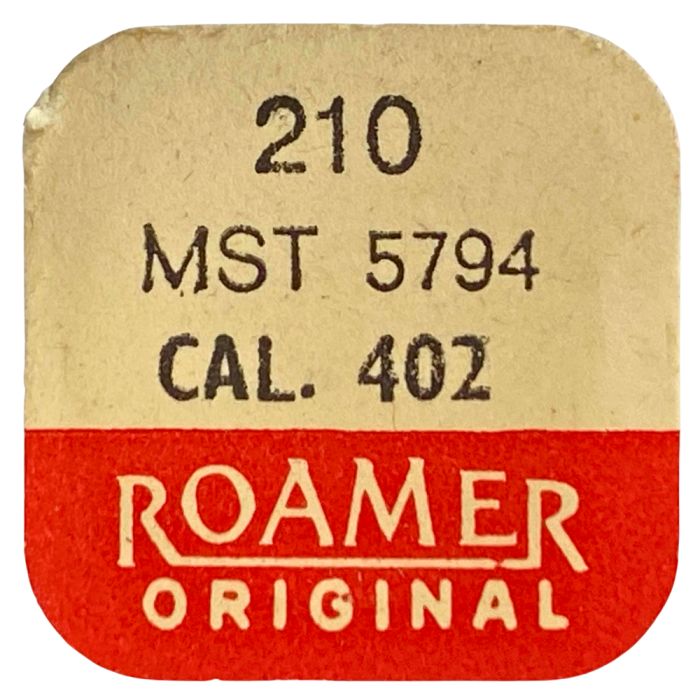 210
MST 5794
CAL. 402
ROAMER
ORIGINAL